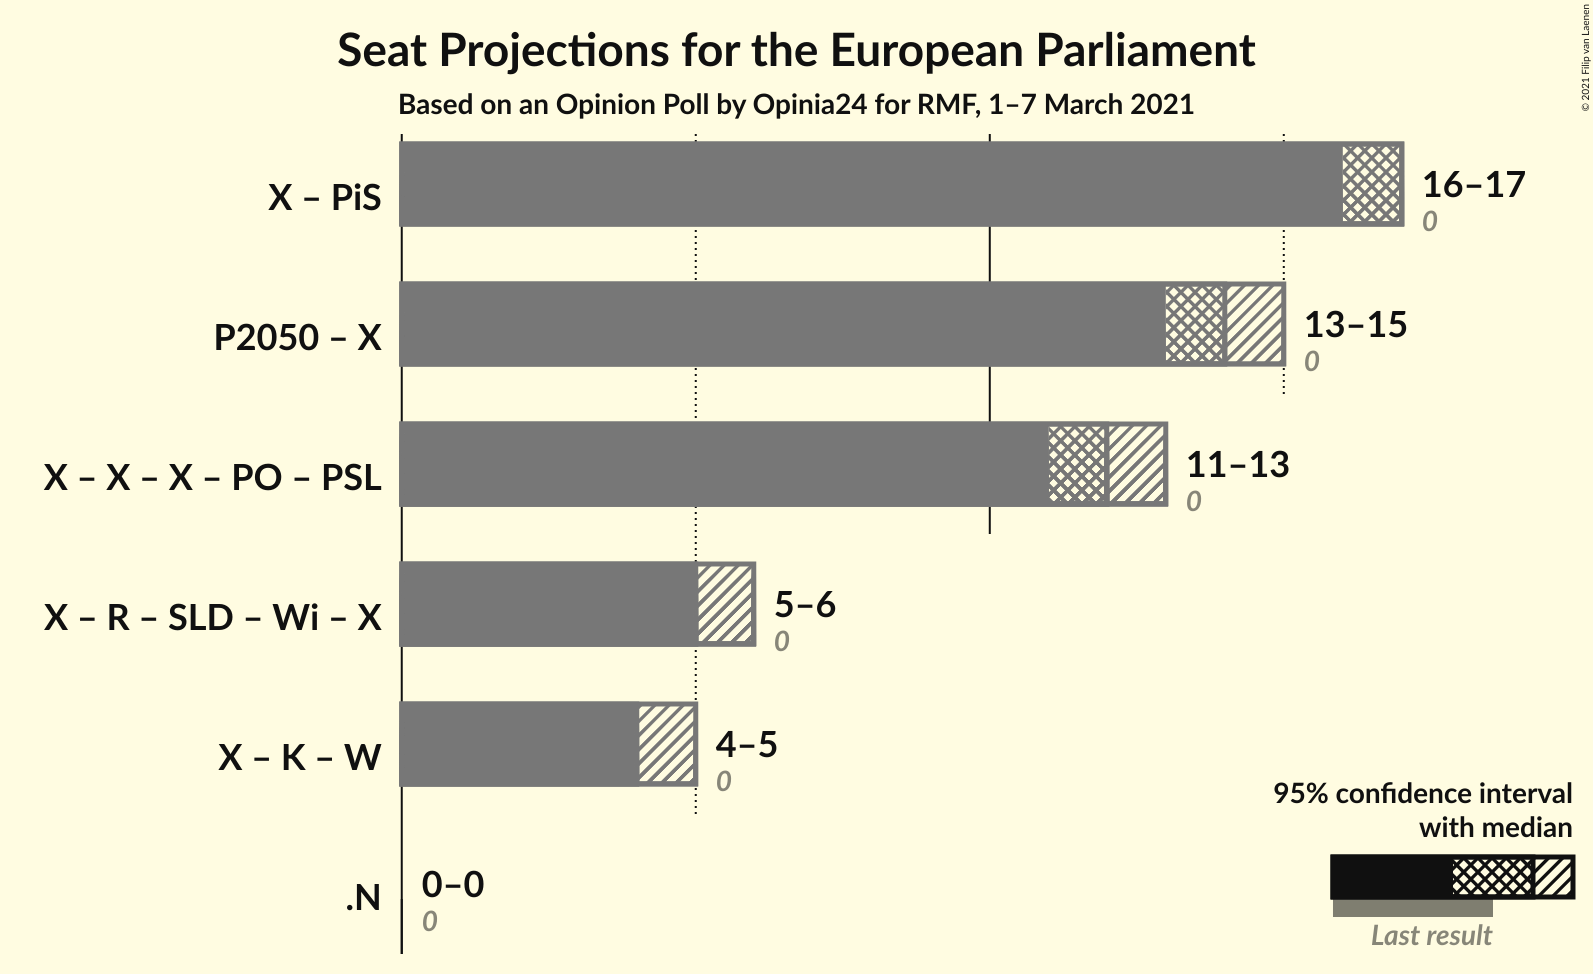 Seat Projections for the European Parliament
Based on an Opinion Poll by Opinia24 for RMF, 1–7 March 2021
© 2021 Filip van Laenen
X – PiS
16–17
0
P2050 – X
13–15
0
X – X – X – PO – PSL
11–13
0
X – R – SLD – Wi – X
5–6
0
X – K – W
4–5
0
.N
0–0
0
95% confidence interval
with median
Last result